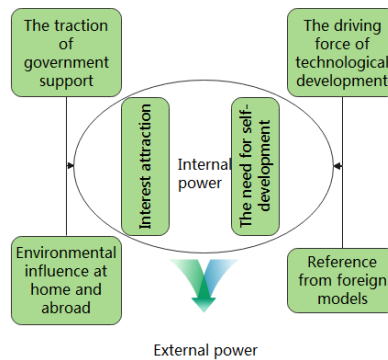 The traction
of
government
support
The driving
force of
technological
development
Interest attraction
Internal
power
The need for self-
development
Environmental
influence at
home and
abroad
Reference
from foreign
models
External power